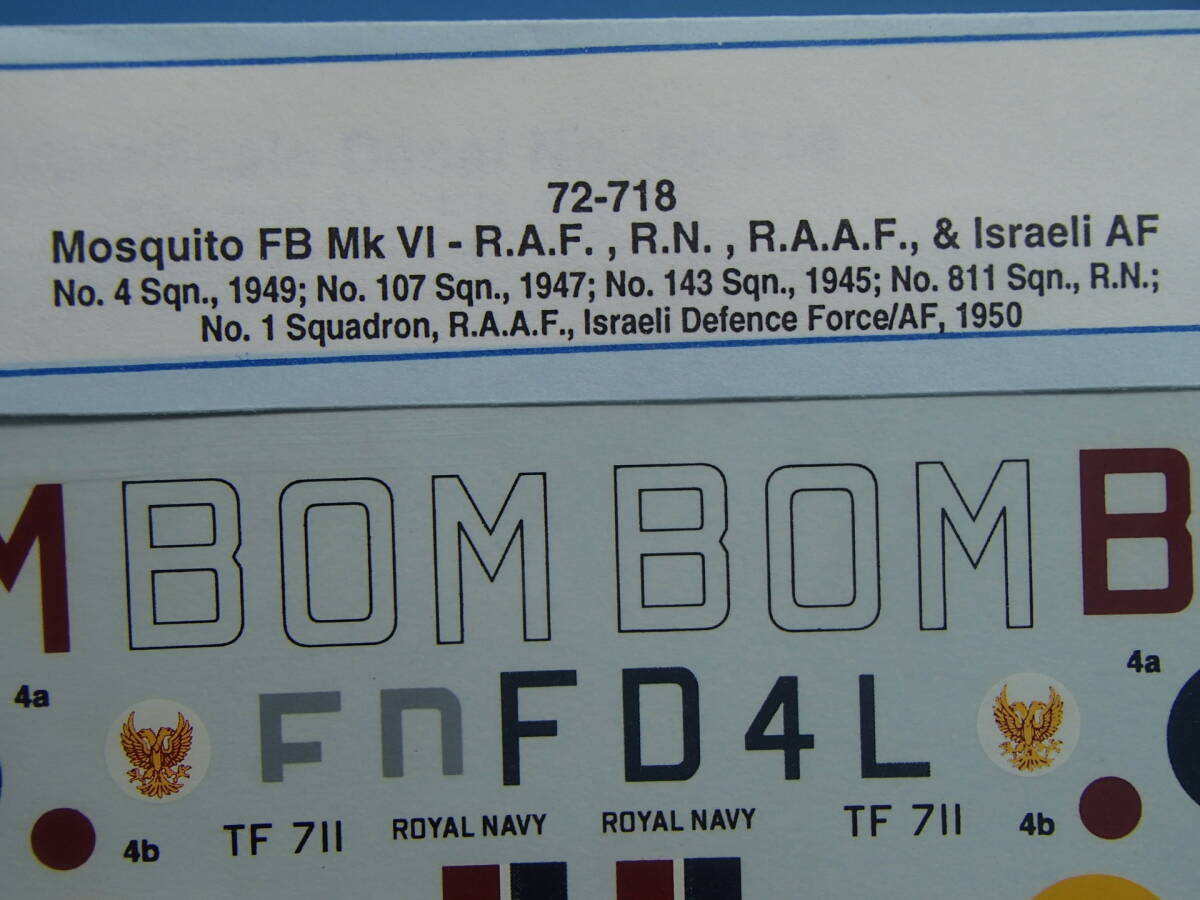 72-718
Mosquito FB Mk VI - R.A.F. , R.N. , R.A.A.F., & Israeli AF
No. 4 Sqn., 1949; No. 107 Sqn., 1947; No. 143 Sqn., 1945; No. 811 Sqn., R.N.;
No. 1 Squadron, R.A.A.F., Israeli Defence Force/AF, 1950
M BOM BOM B
4a 4a
FD4L
TF 711 ROYAL NAVY ROYAL NAVY TF 711
4b 4b